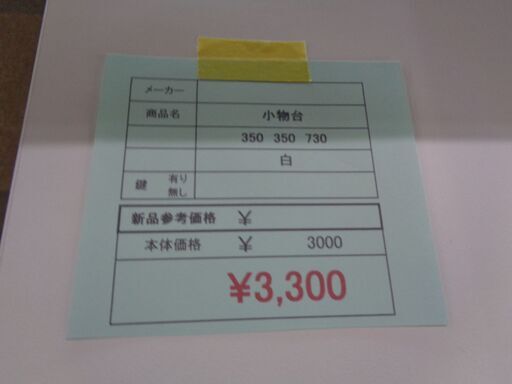 メーカー
商品名 小物台
350 350 730
白
鍵 有り
無し
新品参考価格 ¥
本体価格 ¥ 3000
¥3,300